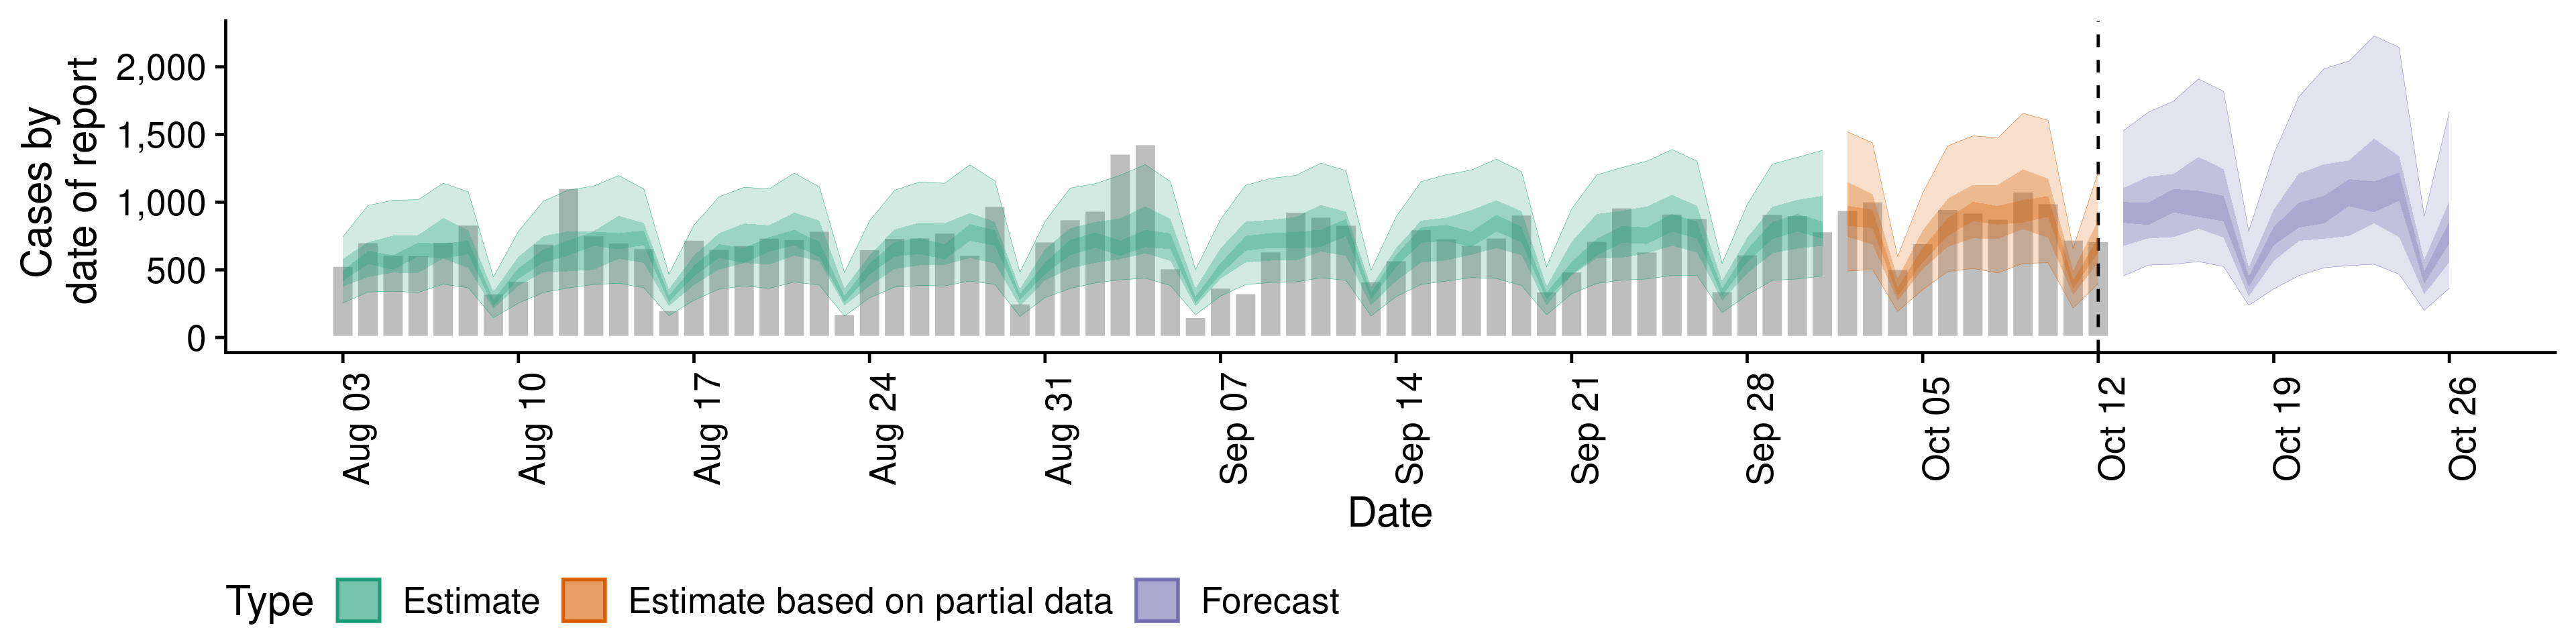 Cases by
date of report
2,000
1,500
1,000
500
0
Aug 03
Aug 10
Aug 17
Aug 24
Aug 31
Sep 07
Sep 14
Sep 21
Sep 28
Oct 05
Oct 12
Oct 19
Oct 26
Date
Type Estimate Estimate based on partial data Forecast